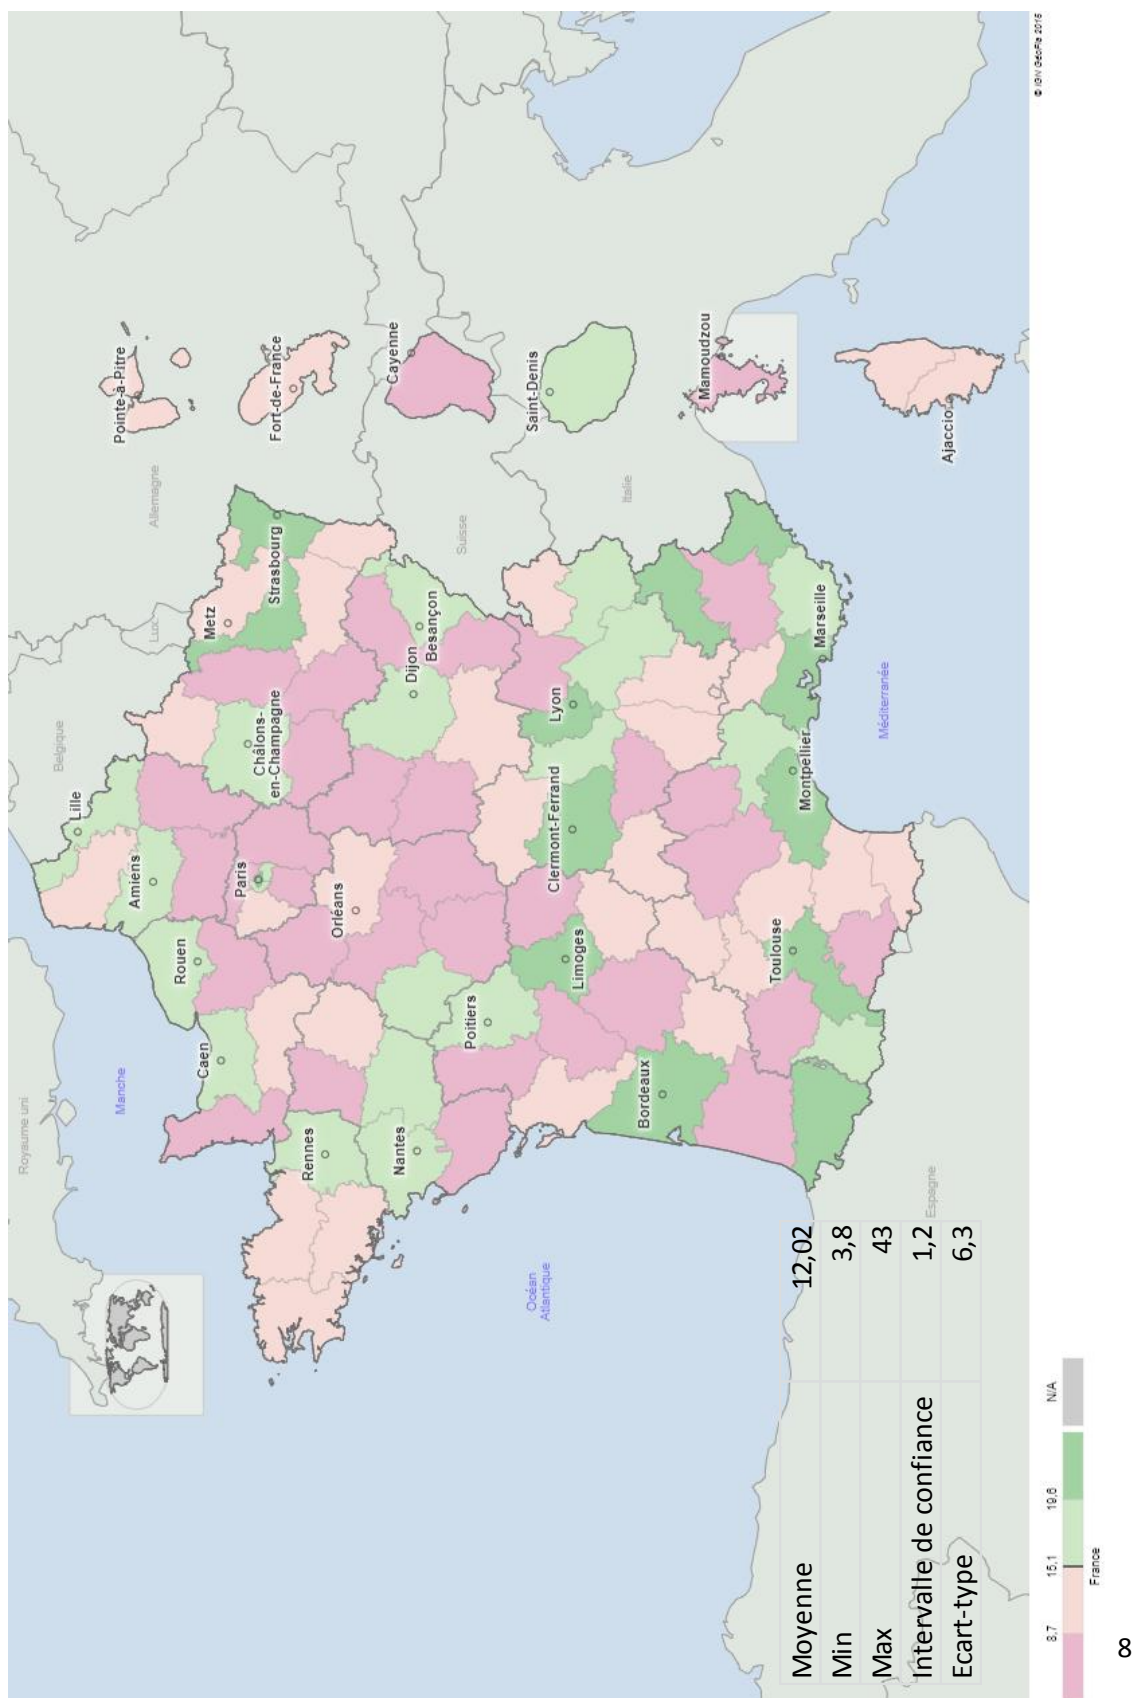 Royaume uni
Manche
Belgique
Lux.
Allemagne
Suisse
Italie
Espagne
Océan
Atlantique
Méditerranée
Lille
Amiens
Rouen
Caen
Paris
Châlons-
en-Champagne
Metz
Strasbourg
Rennes
Nantes
Orléans
Dijon
Besançon
Poitiers
Limoges
Clermont-Ferrand
Lyon
Bordeaux
Toulouse
Montpellier
Marseille
Ajaccio
Pointe-à-Pitre
Fort-de-France
Cayenne
Saint-Denis
Mamoudzou
Moyenne 12,02
Min 3,8
Max 43
Intervalle de confiance 1,2
Ecart-type 6,3
8,7 15,1 19,6 N/A
France
© IGN GéoFla 2015
8